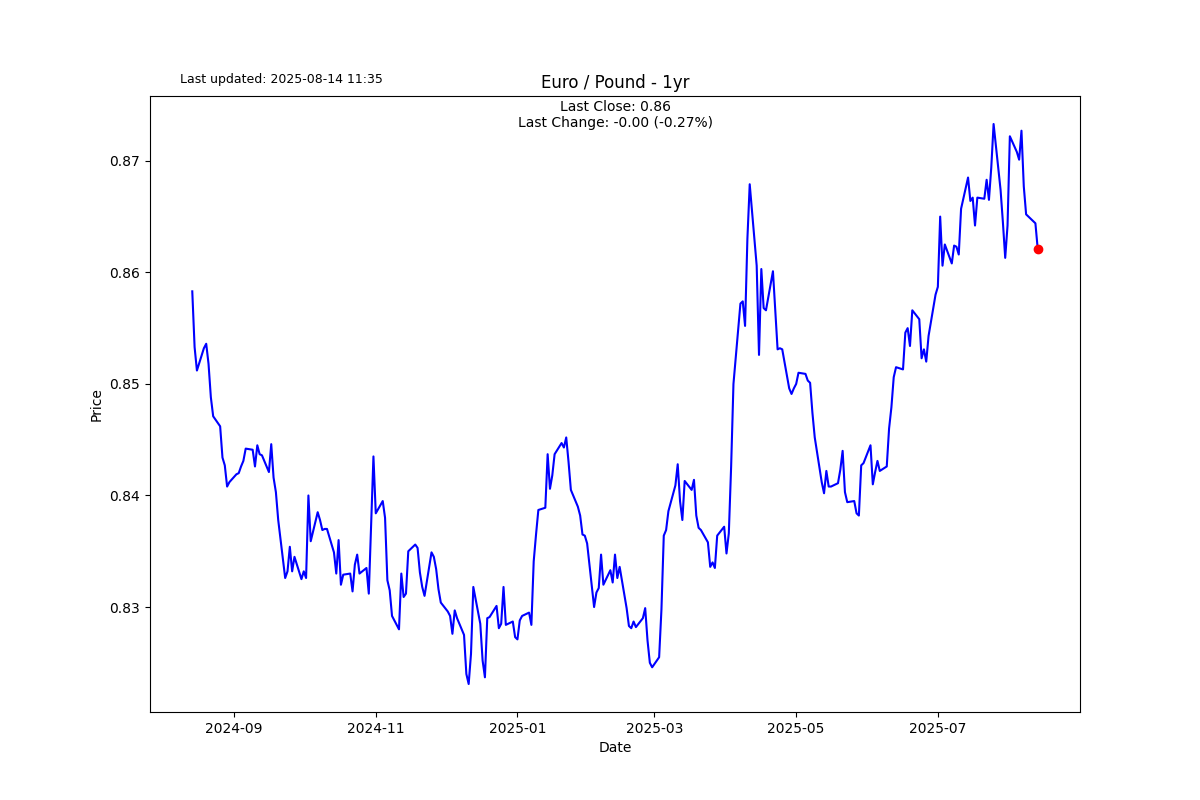 Last updated: 2025-08-14 11:35
Euro / Pound - 1yr
Last Close: 0.86
Last Change: -0.00 (-0.27%)
0.87
0.86
0.85
0.84
0.83
Price
2024-09
2024-11
2025-01
2025-03
2025-05
2025-07
Date